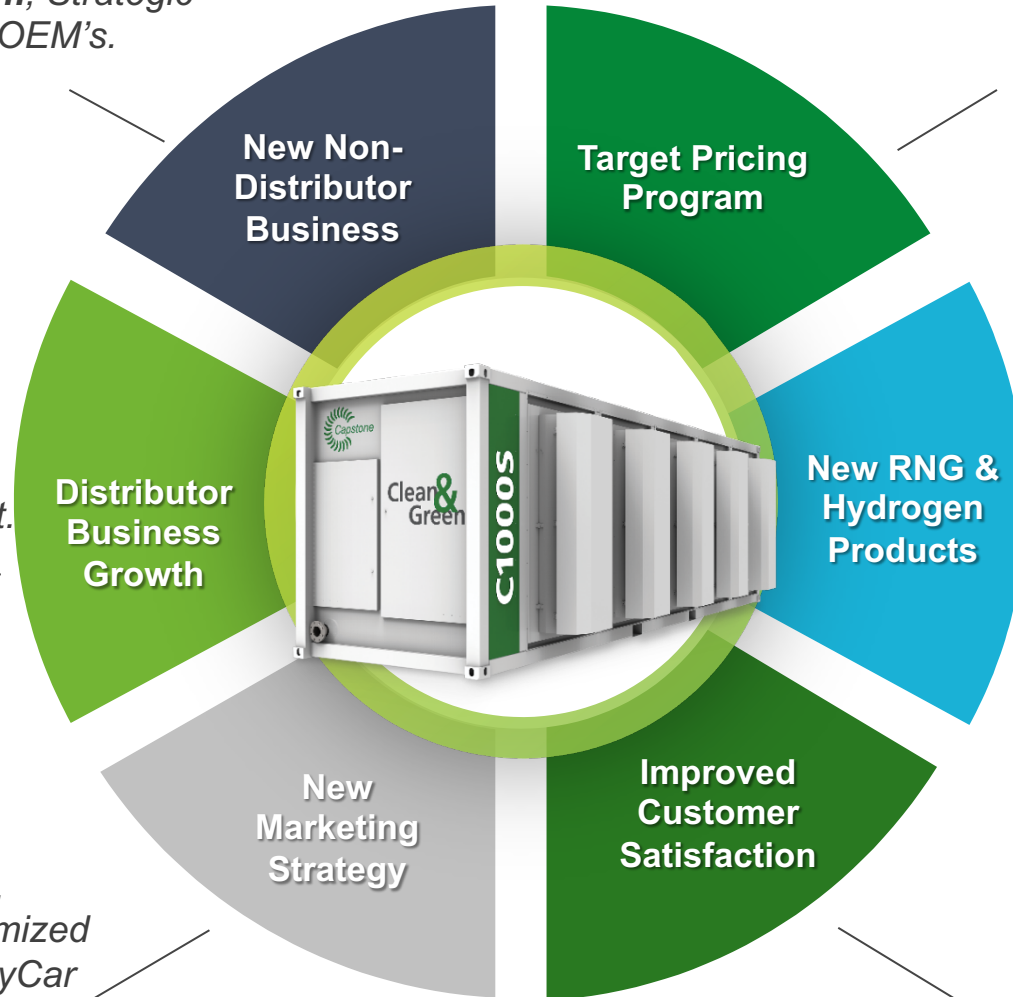 Strategic
OEM's.
New Non-
Distributor
Business
Target Pricing
Program
Distributor
Business
Growth
New RNG &
Hydrogen
Products
Capstone
Clean&
Green
C1000S
New
Marketing
Strategy
Improved
Customer
Satisfaction